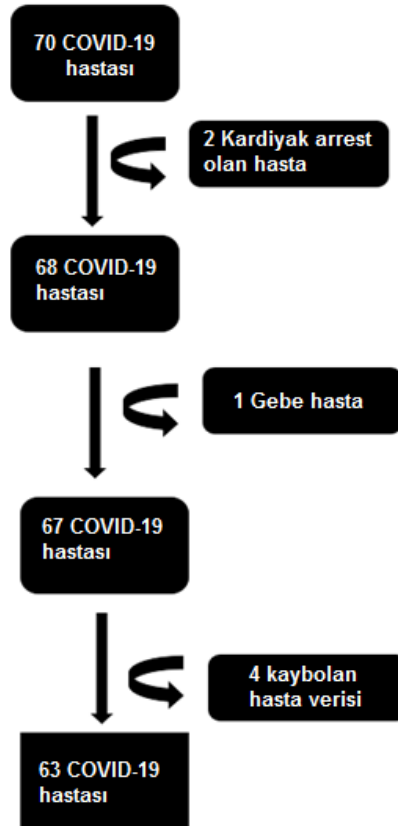 70 COVID-19
hastası
2 Kardiyak arrest
olan hasta
68 COVID-19
hastası
1 Gebe hasta
67 COVID-19
hastası
4 kaybolan
hasta verisi
63 COVID-19
hastası